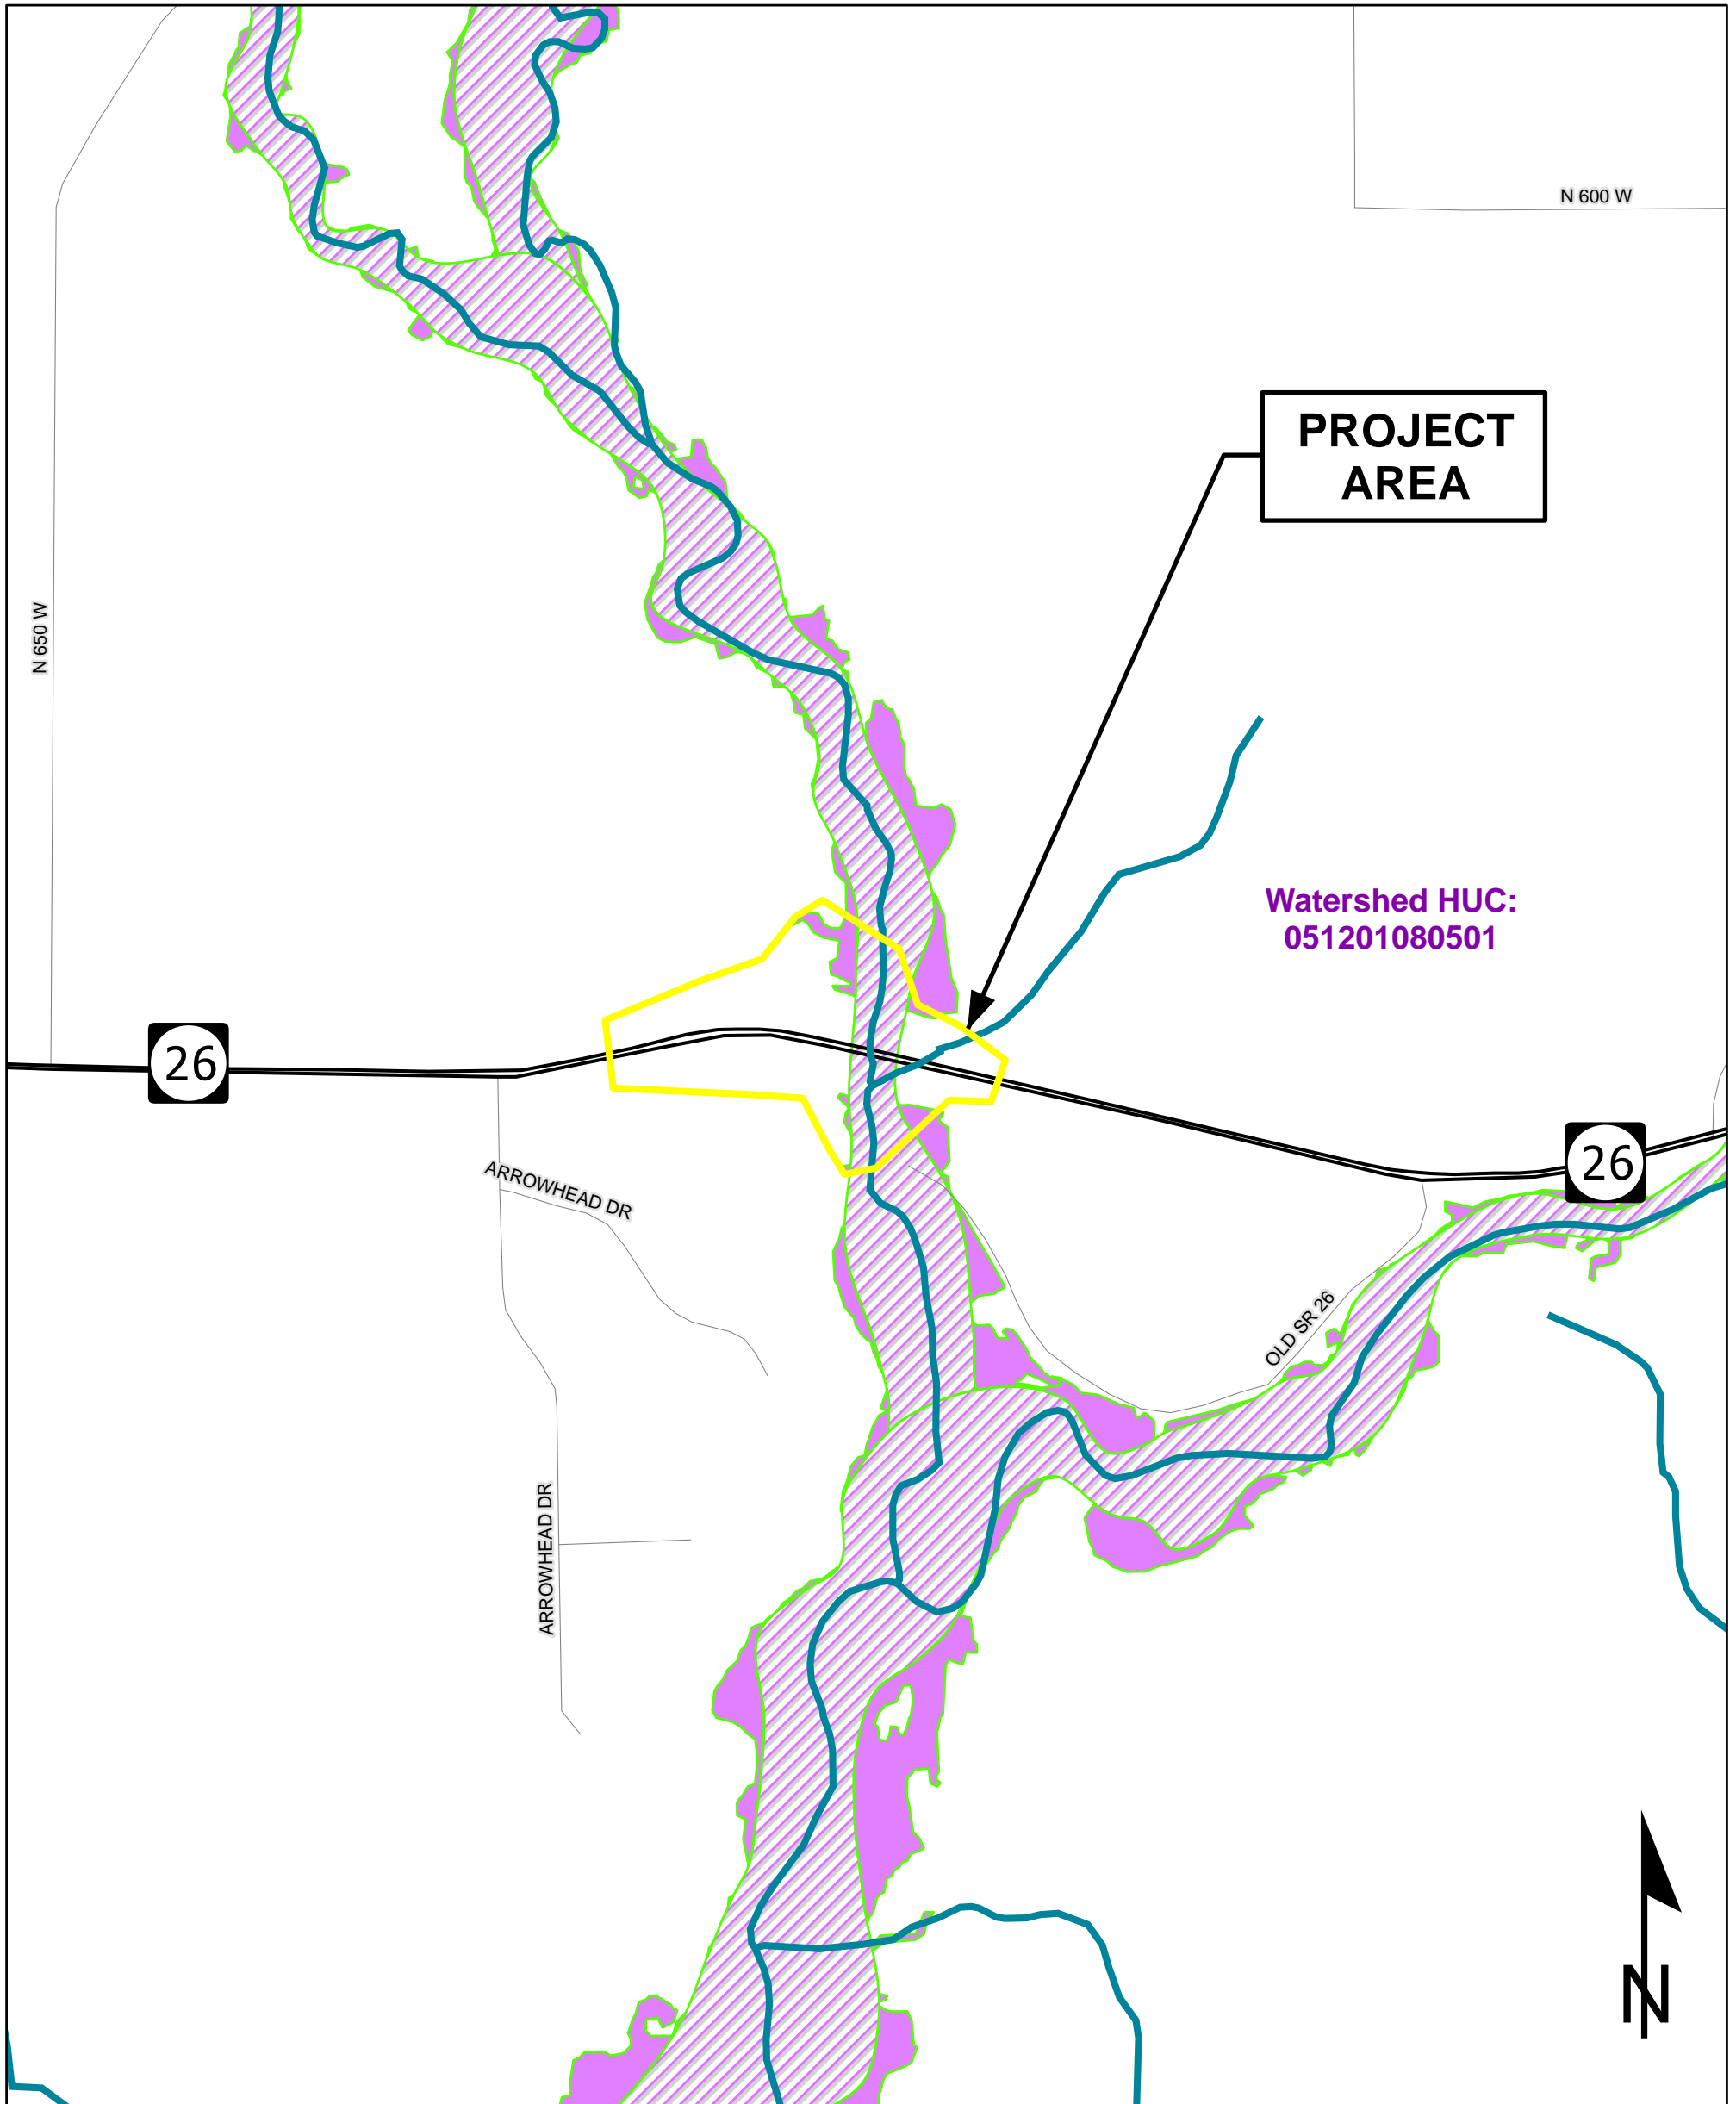 N 600 W
PROJECT
AREA
N 650 W
Watershed HUC:
051201080501
26
26
ARROWHEAD DR
OLD SR 26
ARROWHEAD DR
N